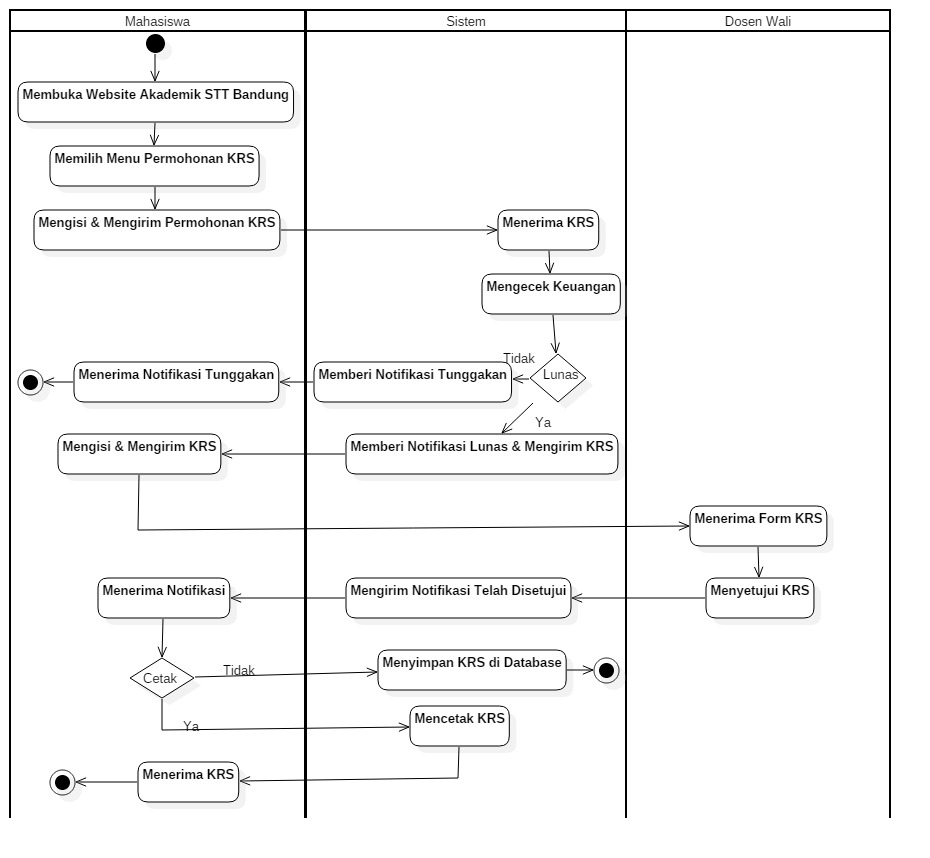 Mahasiswa
Sistem
Dosen Wali
Membuka Website Akademik STT Bandung
Memilih Menu Permohonan KRS
Mengisi & Mengirim Permohonan KRS
Menerima KRS
Mengecek Keuangan
Tidak
Lunas
Memberi Notifikasi Tunggakan
Menerima Notifikasi Tunggakan
Ya
Memberi Notifikasi Lunas & Mengirim KRS
Mengisi & Mengirim KRS
Menerima Form KRS
Menyetujui KRS
Mengirim Notifikasi Telah Disetujui
Menerima Notifikasi
Cetak
Tidak
Menyimpan KRS di Database
Ya
Mencetak KRS
Menerima KRS